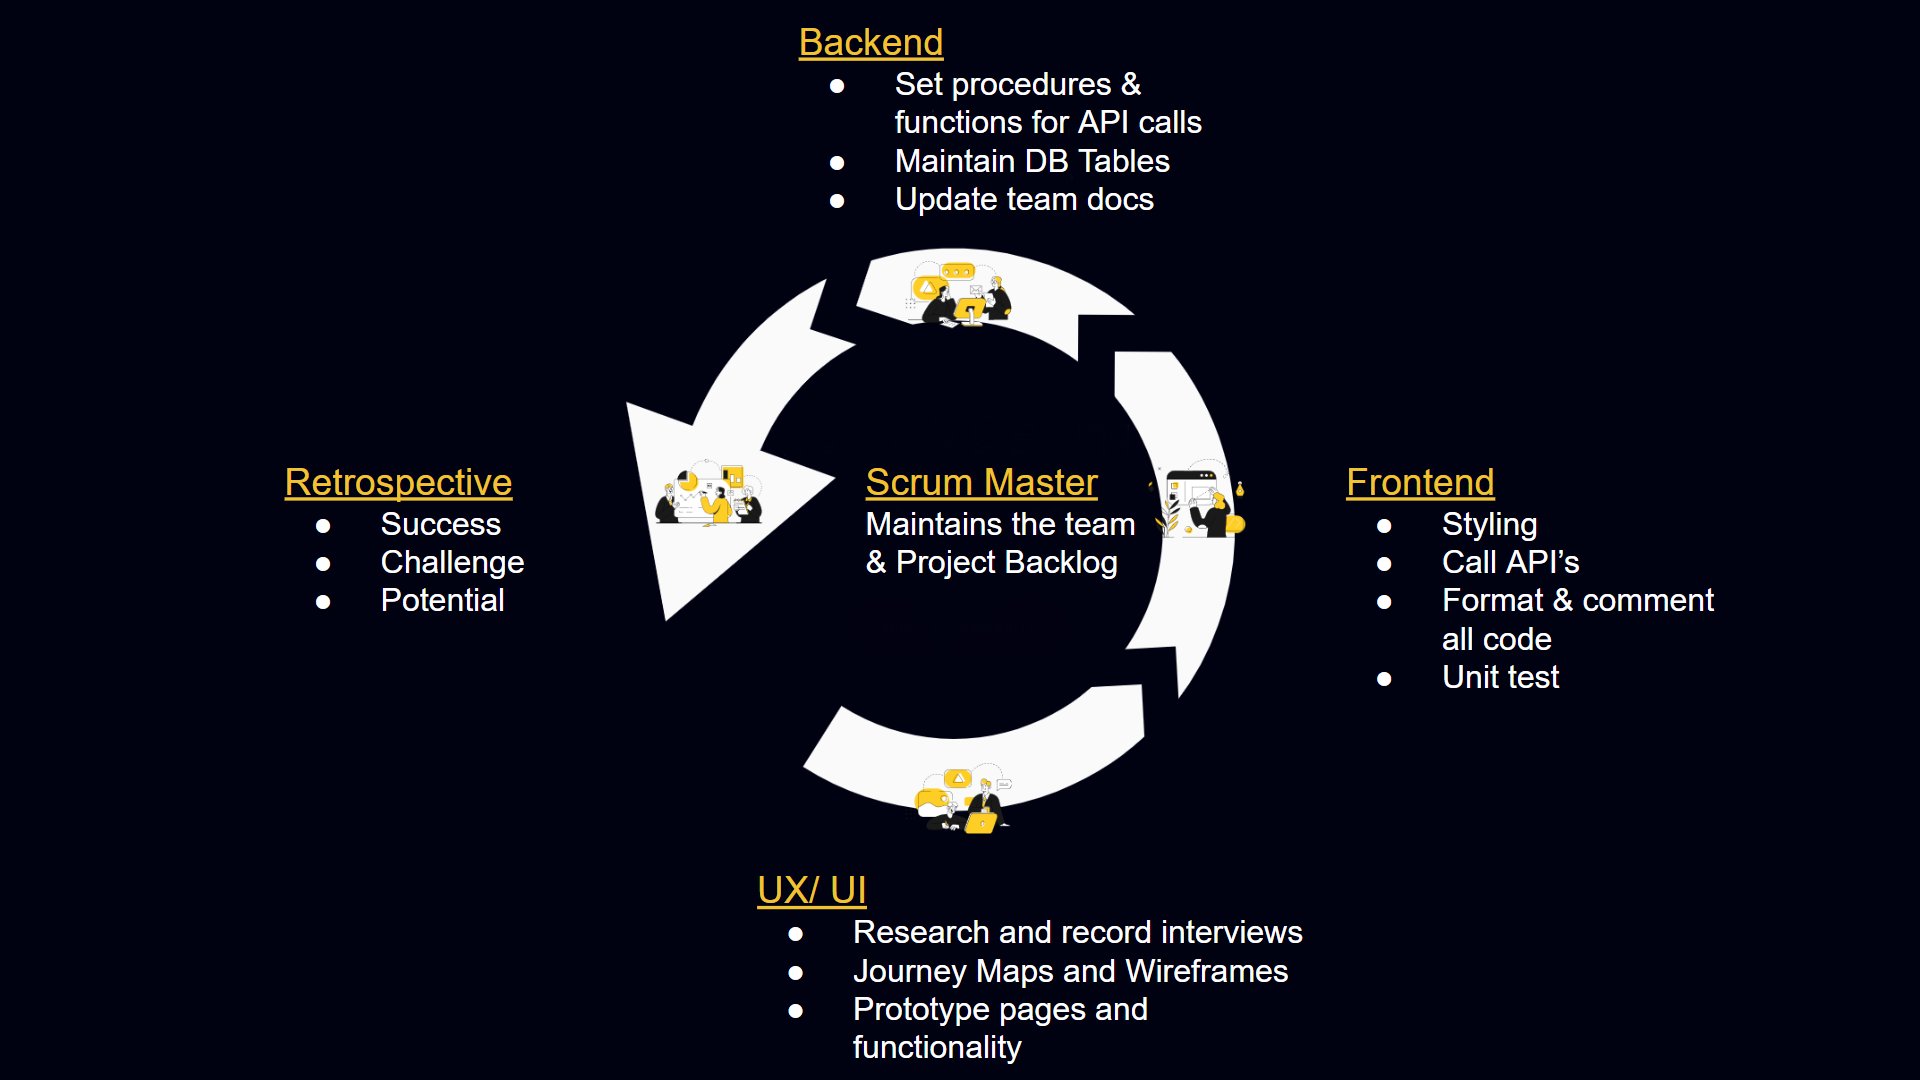 Backend
● Set procedures &
functions for API calls
● Maintain DB Tables
● Update team docs
Retrospective
● Success
● Challenge
● Potential
Scrum Master
Maintains the team
& Project Backlog
Frontend
● Styling
● Call API’s
● Format & comment
all code
● Unit test
UX/ UI
● Research and record interviews
● Journey Maps and Wireframes
● Prototype pages and
functionality